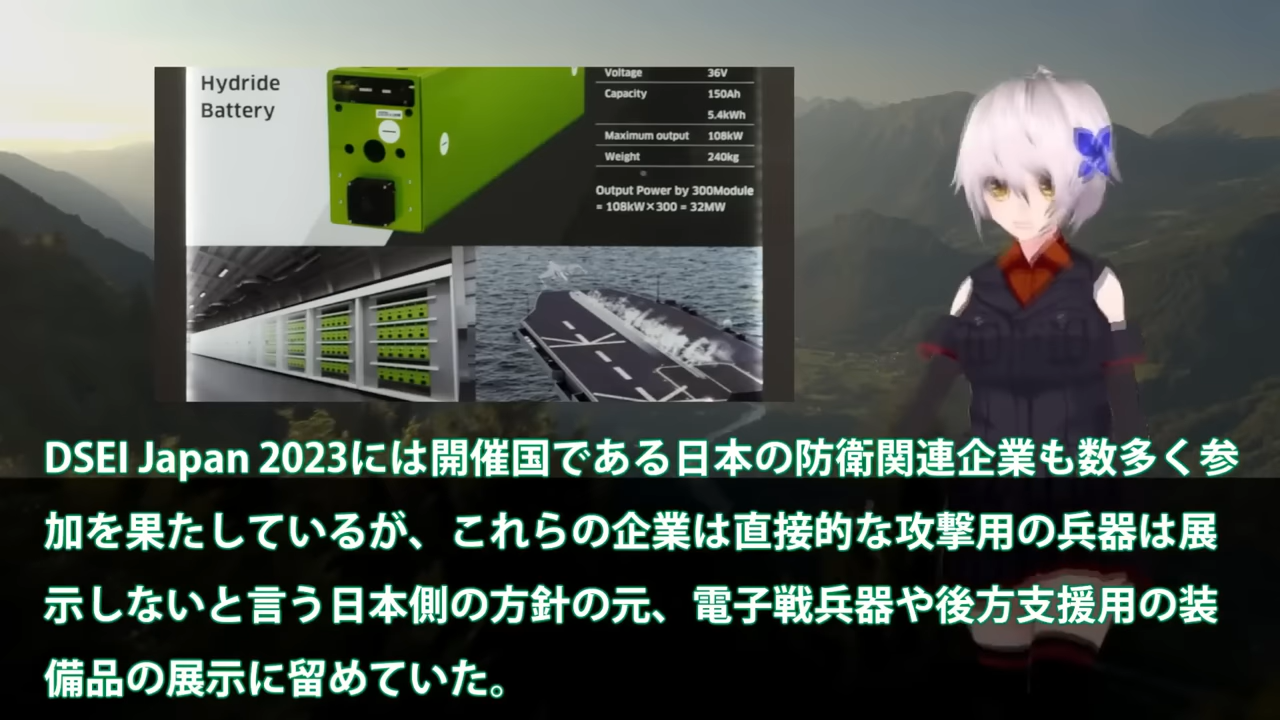 Hydride
Battery
Voltage 36V
Capacity 150Ah
5.4kWh
Maximum output 108kW
Weight 240kg
Output Power by 300Module
= 108kW×300 = 32MW
DSEI Japan 2023には開催国である日本の防衛関連企業も数多く参
加を果たしているが、これらの企業は直接的な攻撃用の兵器は展
示しないと言う日本側の方針の元、電子戦兵器や後方支援用の装
備品の展示に留めていた。